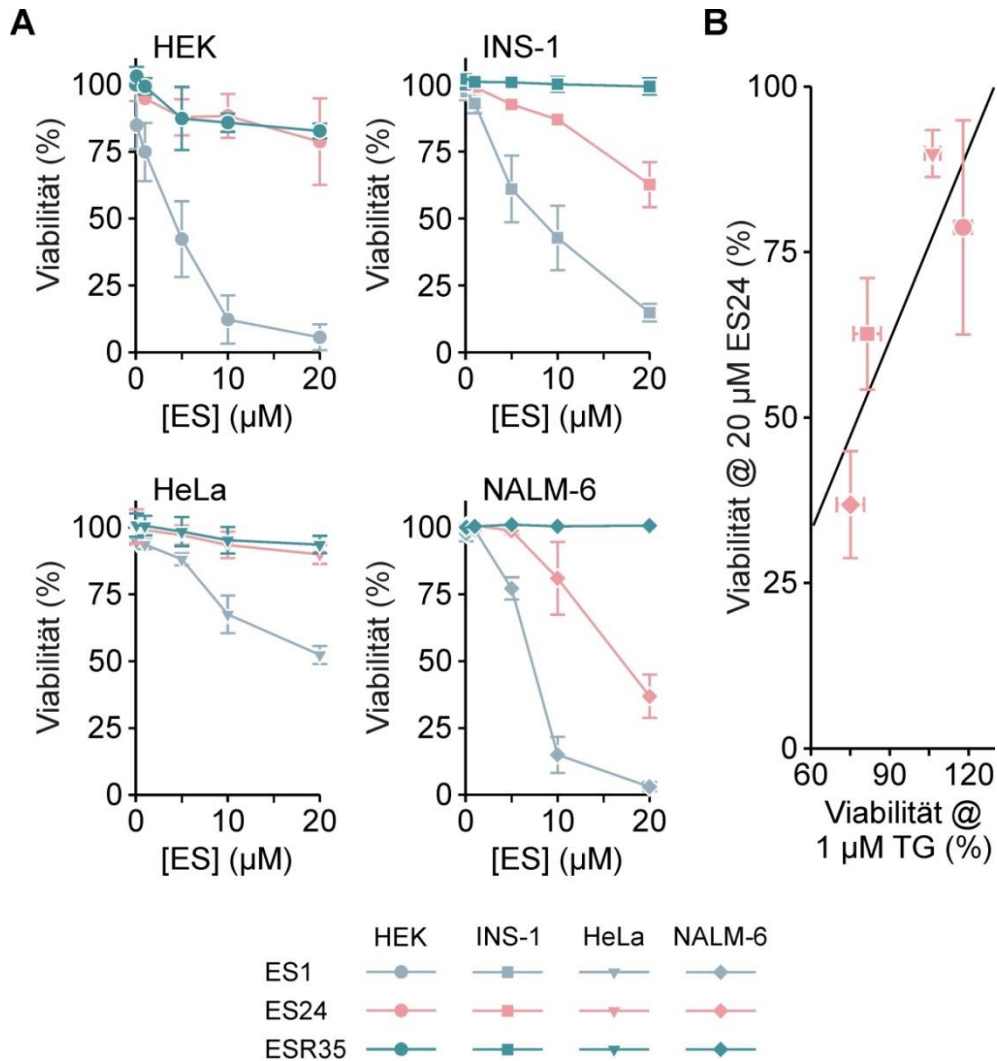 A
B
HEK
INS-1
Viabilität (%)
100
75
50
25
0
0
10
20
[ES] (µM)
Viabilität (%)
100
75
50
25
0
0
10
20
[ES] (µM)
HeLa
NALM-6
Viabilität (%)
100
75
50
25
0
0
10
20
[ES] (µM)
Viabilität (%)
100
75
50
25
0
0
10
20
[ES] (µM)
Viabilität @ 20 µM ES24 (%)
100
75
50
25
0
60
90
120
Viabilität @
1 µM TG (%)
HEK INS-1 HeLa NALM-6
ES1
ES24
ESR35